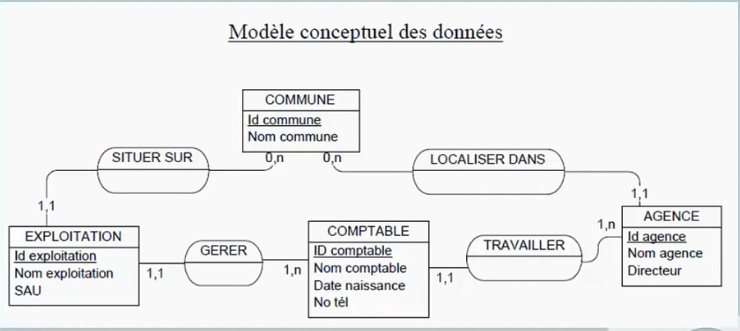 Modèle conceptuel des données
COMMUNE
Id commune
Nom commune
SITUER SUR
0,n
0,n
LOCALISER DANS
1,1
1,1
EXPLOITATION
Id exploitation
Nom exploitation
SAU
1,1
GERER
1,n
COMPTABLE
ID comptable
Nom comptable
Date naissance
No tél
1,1
TRAVAILLER
1,n
AGENCE
Id agence
Nom agence
Directeur